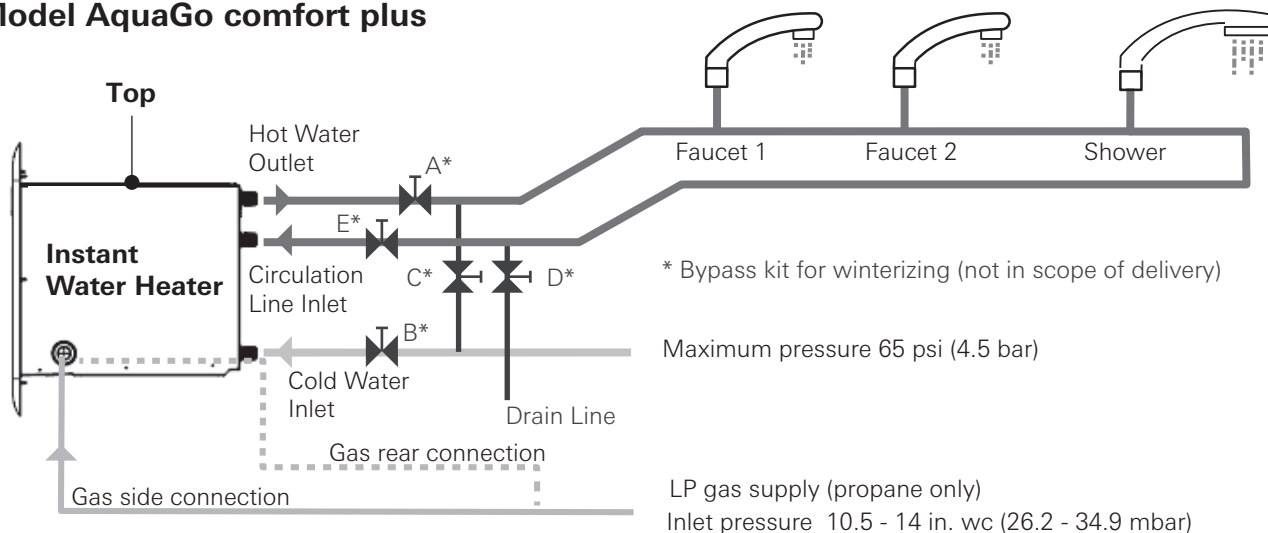 Model AquaGo comfort plus
Top
Hot Water
Outlet
A*
Faucet 1
Faucet 2
Shower
E*
Instant
Water Heater
Circulation
Line Inlet
C*
D*
* Bypass kit for winterizing (not in scope of delivery)
B*
Maximum pressure 65 psi (4.5 bar)
Cold Water
Inlet
Drain Line
Gas rear connection
Gas side connection
LP gas supply (propane only)
Inlet pressure 10.5 - 14 in. wc (26.2 - 34.9 mbar)